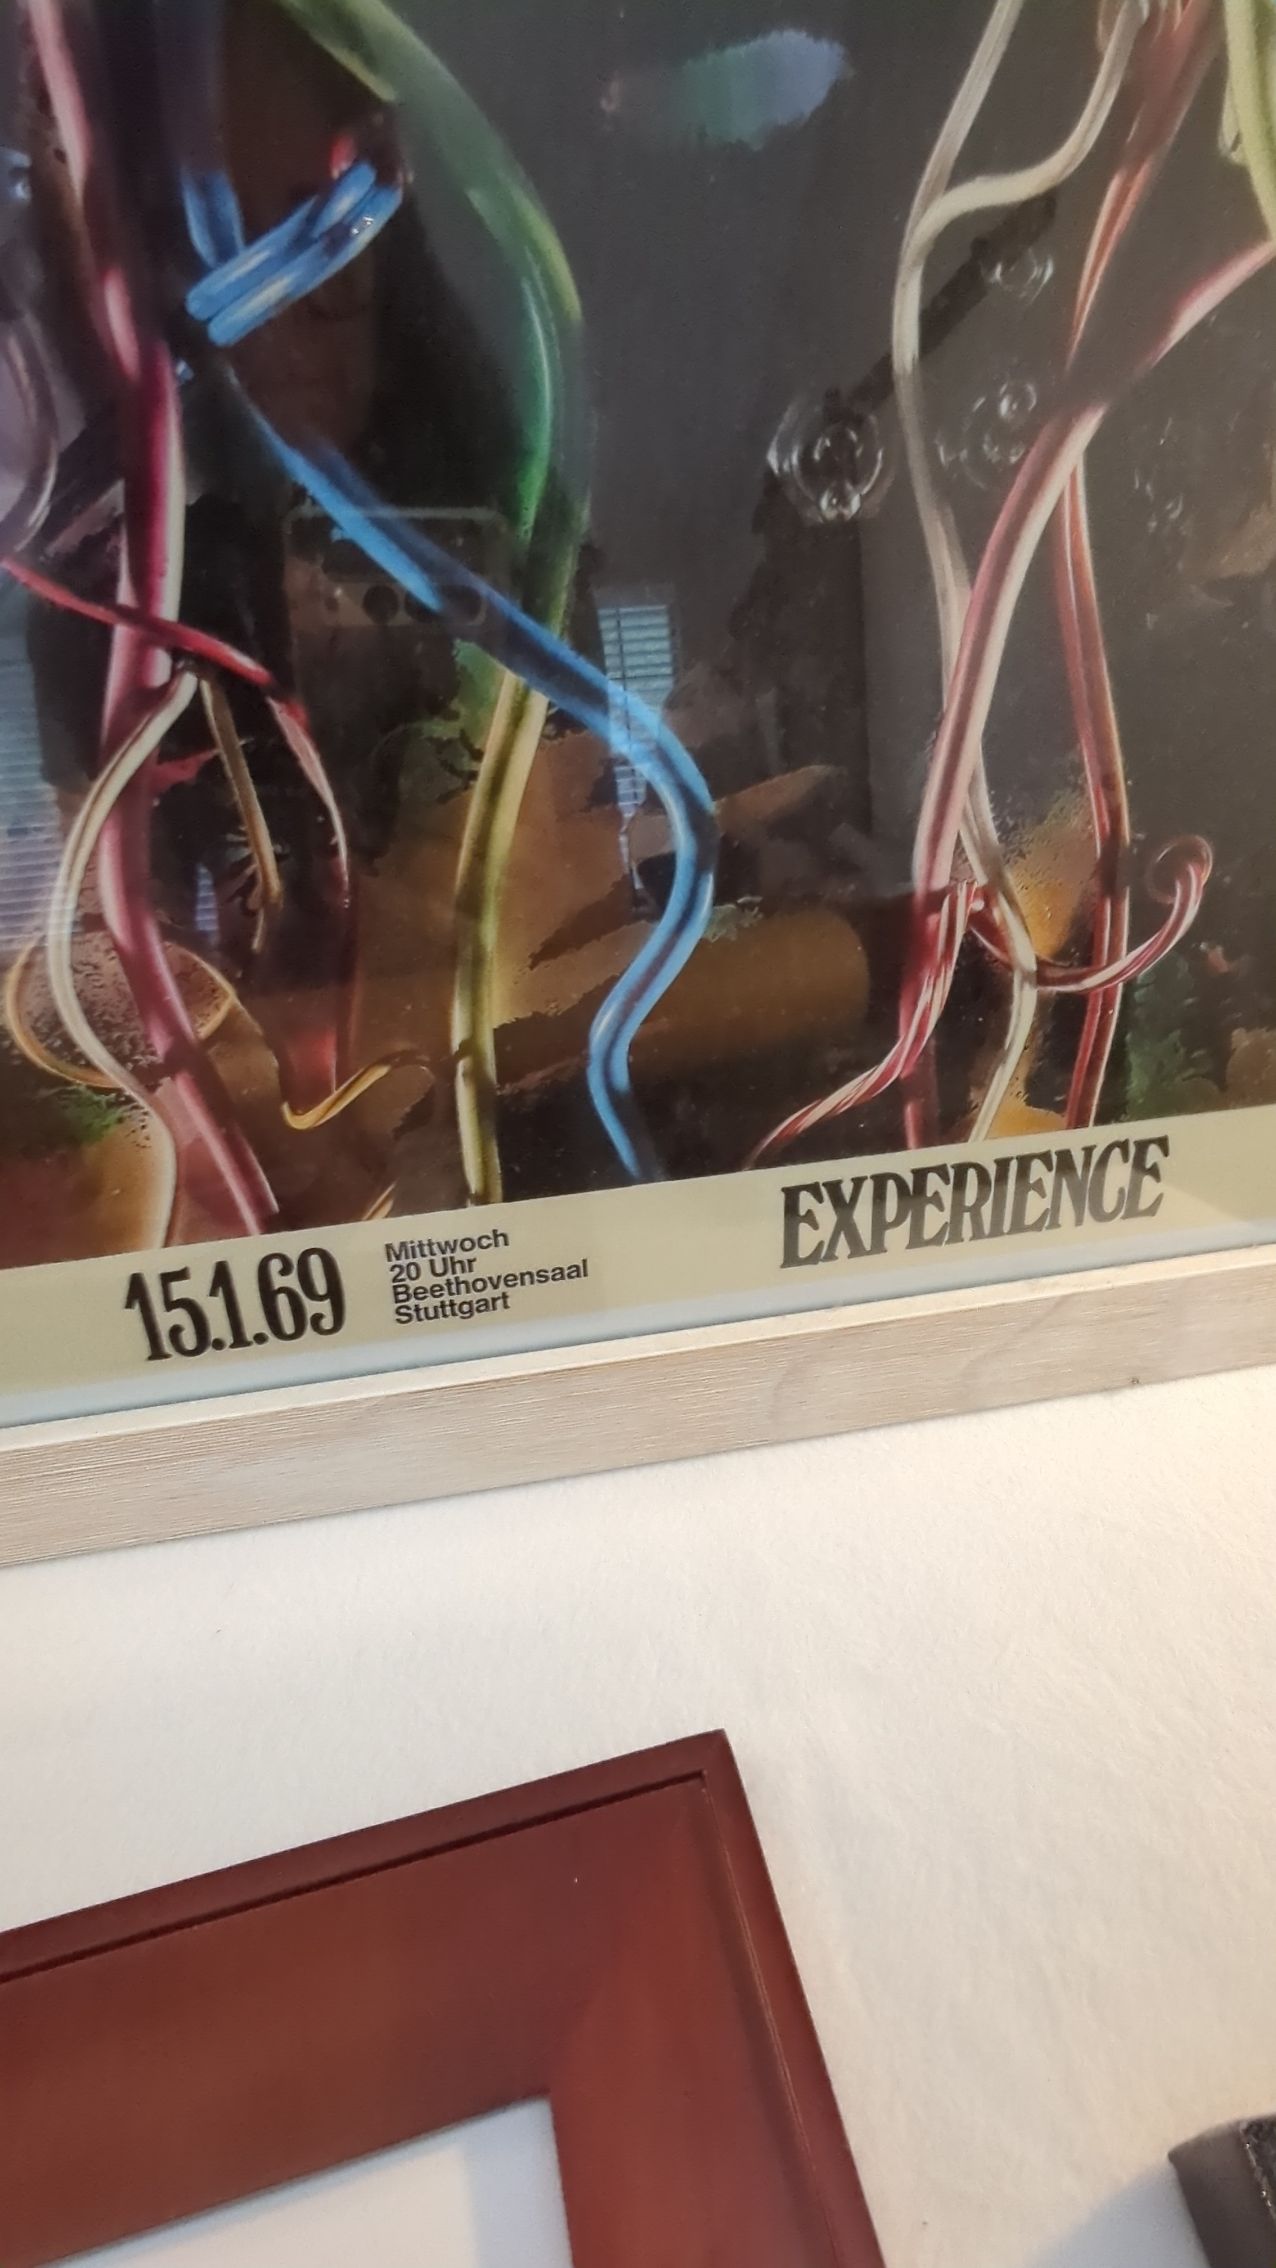 15.1.69
Mittwoch
20 Uhr
Beethovensaal
Stuttgart
EXPERIENCE